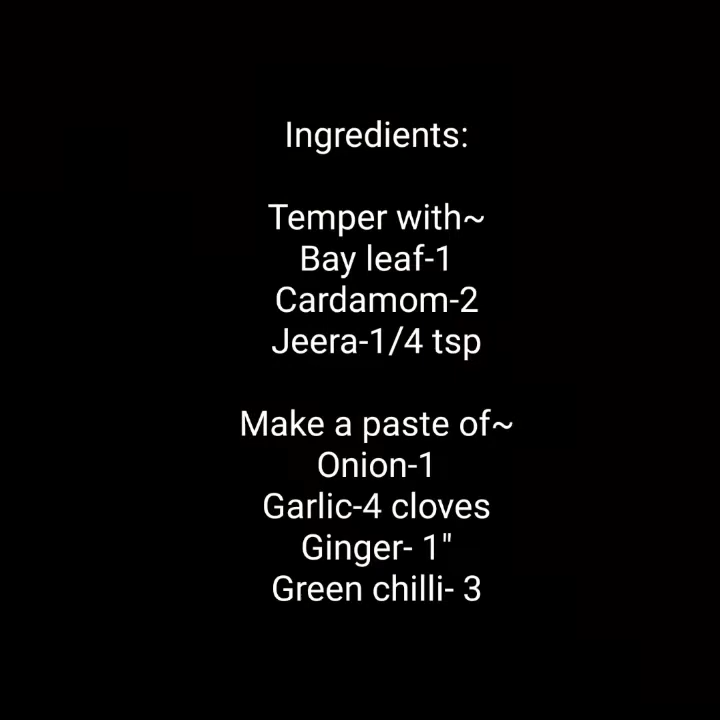 Ingredients:
Temper with~
Bay leaf-1
Cardamom-2
Jeera-1/4 tsp
Make a paste of~
Onion-1
Garlic-4 cloves
Ginger- 1"
Green chilli- 3